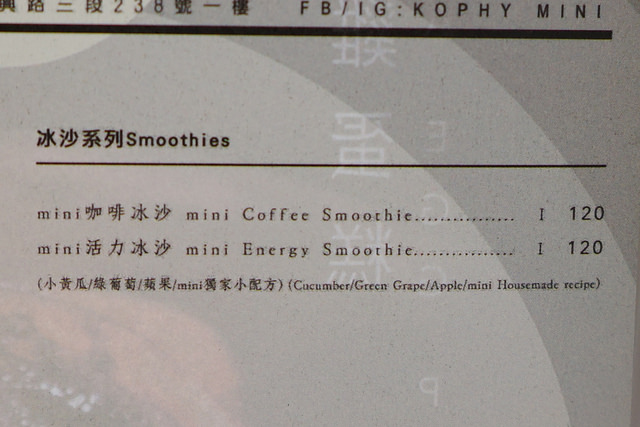 興路三段238號一樓 FB/IG:KOPHY MINI
冰沙系列Smoothies
mini咖啡冰沙 mini Coffee Smoothie................ I 120
mini活力冰沙 mini Energy Smoothie................ I 120
(小黃瓜/綠葡萄/蘋果/mini獨家小配方) (Cucumber/Green Grape/Apple/mini Housemade recipe)